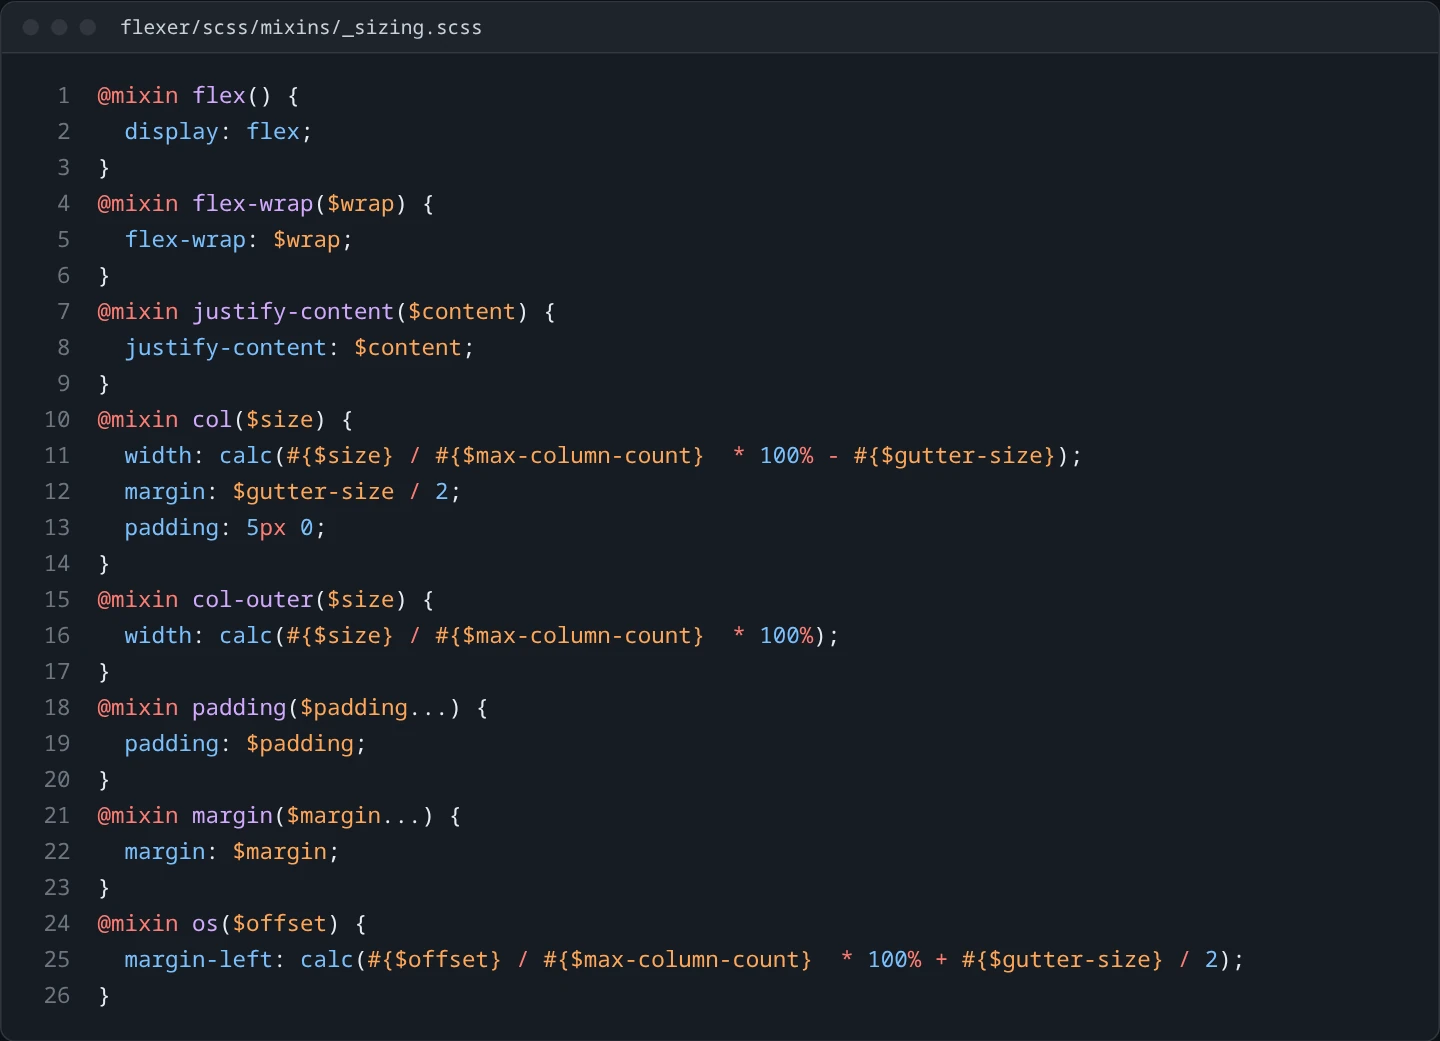 flexer/scss/mixins/_sizing.scss
1 @mixin flex() {
2   display: flex;
3 }
4 @mixin flex-wrap($wrap) {
5   flex-wrap: $wrap;
6 }
7 @mixin justify-content($content) {
8   justify-content: $content;
9 }
10 @mixin col($size) {
11   width: calc(#{$size} / #{$max-column-count}  * 100% - #{$gutter-size});
12   margin: $gutter-size / 2;
13   padding: 5px 0;
14 }
15 @mixin col-outer($size) {
16   width: calc(#{$size} / #{$max-column-count}  * 100%);
17 }
18 @mixin padding($padding...) {
19   padding: $padding;
20 }
21 @mixin margin($margin...) {
22   margin: $margin;
23 }
24 @mixin os($offset) {
25   margin-left: calc(#{$offset} / #{$max-column-count}  * 100% + #{$gutter-size} / 2);
26 }